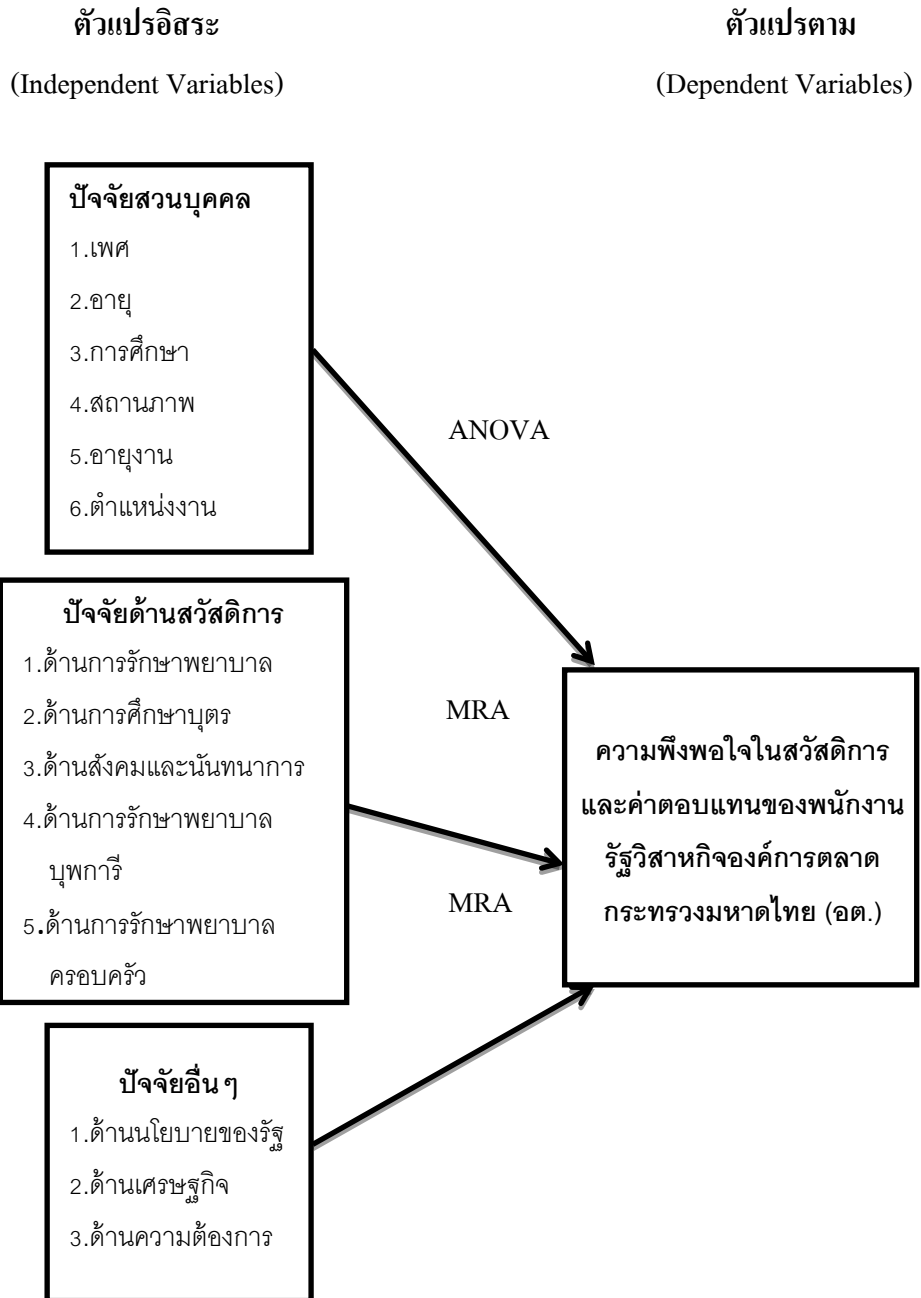 ตัวแปรอิสระ
(Independent Variables)
ตัวแปรตาม
(Dependent Variables)
ปัจจัยสวนบุคคล
1.เพศ
2.อายุ
3.การศึกษา
4.สถานภาพ
5.อายุงาน
6.ตำแหน่งงาน
ANOVA
ปัจจัยด้านสวัสดิการ
1.ด้านการรักษาพยาบาล
2.ด้านการศึกษาบุตร
3.ด้านสังคมและนันทนาการ
4.ด้านการรักษาพยาบาล
บุพการี
5.ด้านการรักษาพยาบาล
ครอบครัว
MRA
MRA
ความพึงพอใจในสวัสดิการ
และค่าตอบแทนของพนักงาน
รัฐวิสาหกิจองค์การตลาด
กระทรวงมหาดไทย (อต.)
ปัจจัยอื่นๆ
1.ด้านนโยบายของรัฐ
2.ด้านเศรษฐกิจ
3.ด้านความต้องการ